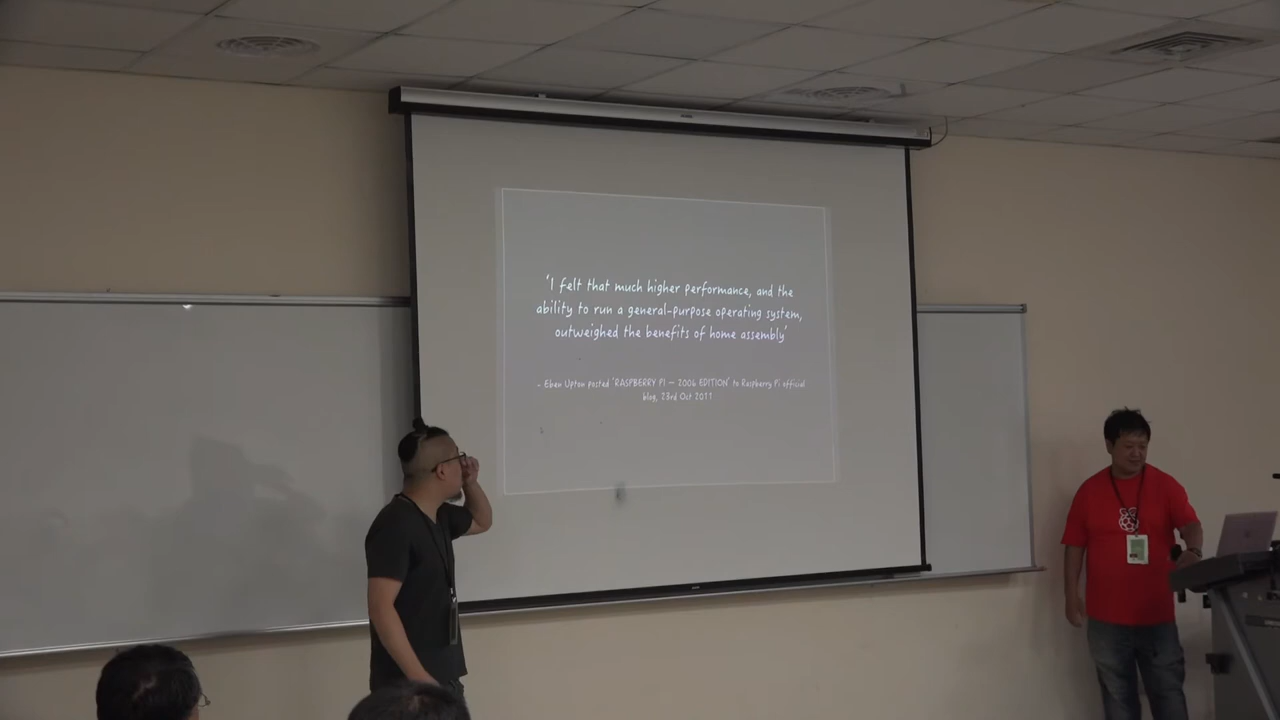 'I felt that much higher performance, and the
ability to run a general-purpose operating system,
outweighed the benefits of home assembly'
- Eben Upton posted 'RASPBERRY PI — 2006 EDITION' to Raspberry Pi official
blog, 23rd Oct 2011